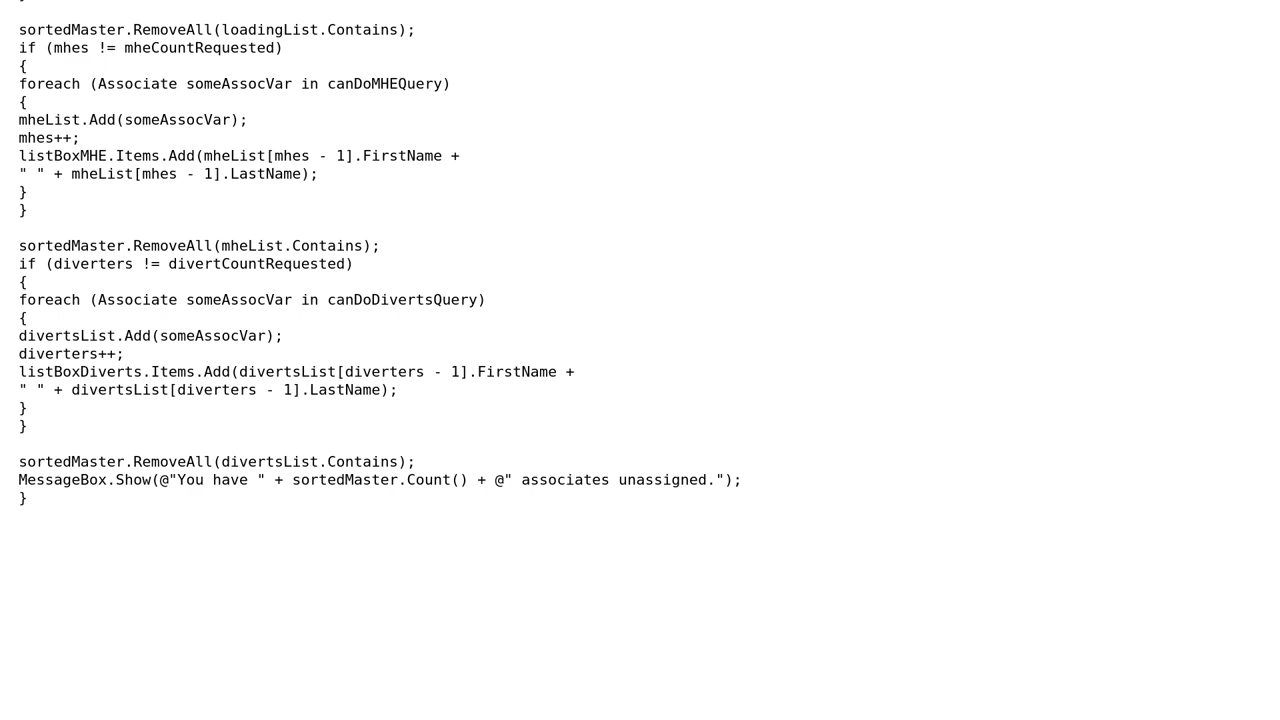 sortedMaster.RemoveAll(loadingList.Contains);
if (mhes != mheCountRequested)
{
foreach (Associate someAssocVar in canDoMHEQuery)
{
mheList.Add(someAssocVar);
mhes++;
listBoxMHE.Items.Add(mheList[mhes - 1].FirstName +
" " + mheList[mhes - 1].LastName);
}
}
sortedMaster.RemoveAll(mheList.Contains);
if (diverters != divertCountRequested)
{
foreach (Associate someAssocVar in canDoDivertsQuery)
{
divertsList.Add(someAssocVar);
diverters++;
listBoxDiverts.Items.Add(divertsList[diverters - 1].FirstName +
" " + divertsList[diverters - 1].LastName);
}
}
sortedMaster.RemoveAll(divertsList.Contains);
MessageBox.Show(@"You have " + sortedMaster.Count() + @" associates unassigned.");
}